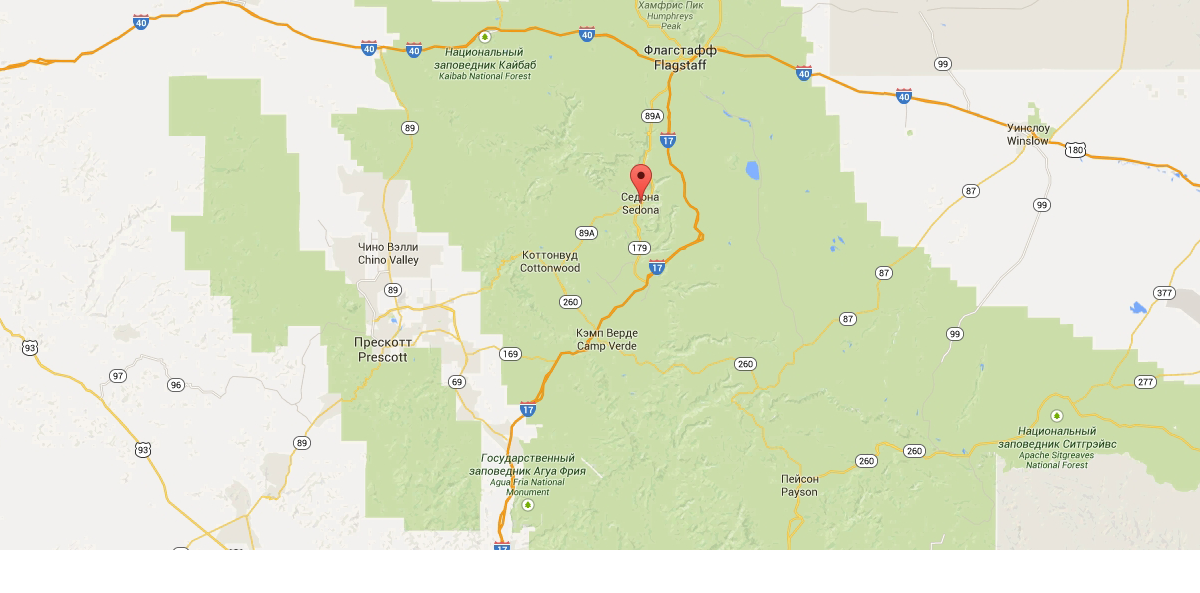 Хамфрис Пик
Humphreys
Peak
40
40
40
40
Национальный
заповедник Кайбаб
Kaibab National Forest
Флагстафф
Flagstaff
99
40
40
89A
89
17
Уинслоу
Winslow
180
87
99
Седона
Sedona
89A
179
Чино Вэлли
Chino Valley
Коттонвуд
Cottonwood
17
87
89
260
377
87
99
Кэмп Верде
Camp Verde
Прескотт
Prescott
93
169
260
97
96
69
277
17
Национальный
заповедник Ситгрэйвс
Apache Sitgreaves
National Forest
89
93
260
260
Государственный
заповедник Агуа Фрия
Agua Fria National
Monument
Пейсон
Payson
17